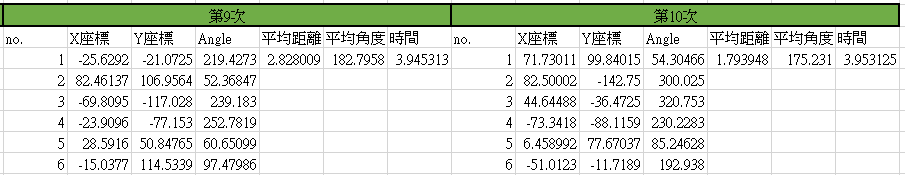 第9次 第10次
no. X座標 Y座標 Angle 平均距離 平均角度 時間 no. X座標 Y座標 Angle 平均距離 平均角度 時間
1 -25.6292 -21.0725 219.4273 2.828009 182.7958 3.945313 1 71.73011 99.84015 54.30466 1.793948 175.231 3.953125
2 82.46137 106.9564 52.36847 2 82.50002 -142.75 300.025
3 -69.8095 -117.028 239.183 3 44.64488 -36.4725 320.753
4 -23.9096 -77.153 252.7819 4 -73.3418 -88.1159 230.2283
5 28.5916 50.84765 60.65099 5 6.458992 77.67037 85.24628
6 -15.0377 114.5339 97.47986 6 -51.0123 -11.7189 192.938